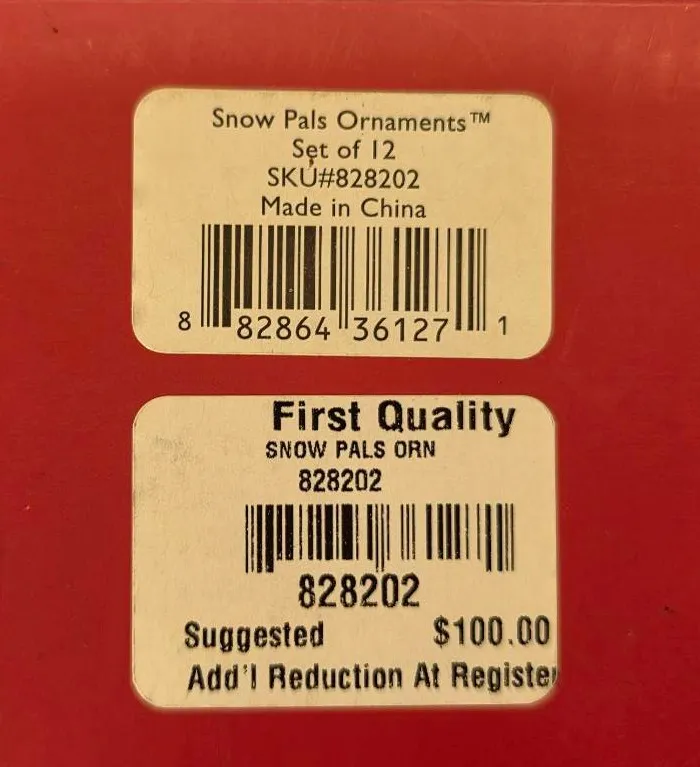 Snow Pals Ornaments™
Set of 12
SKU#828202
Made in China
8 82864 36127 1
First Quality
SNOW PALS ORN
828202
828202
Suggested $100.00
Add'l Reduction At Register